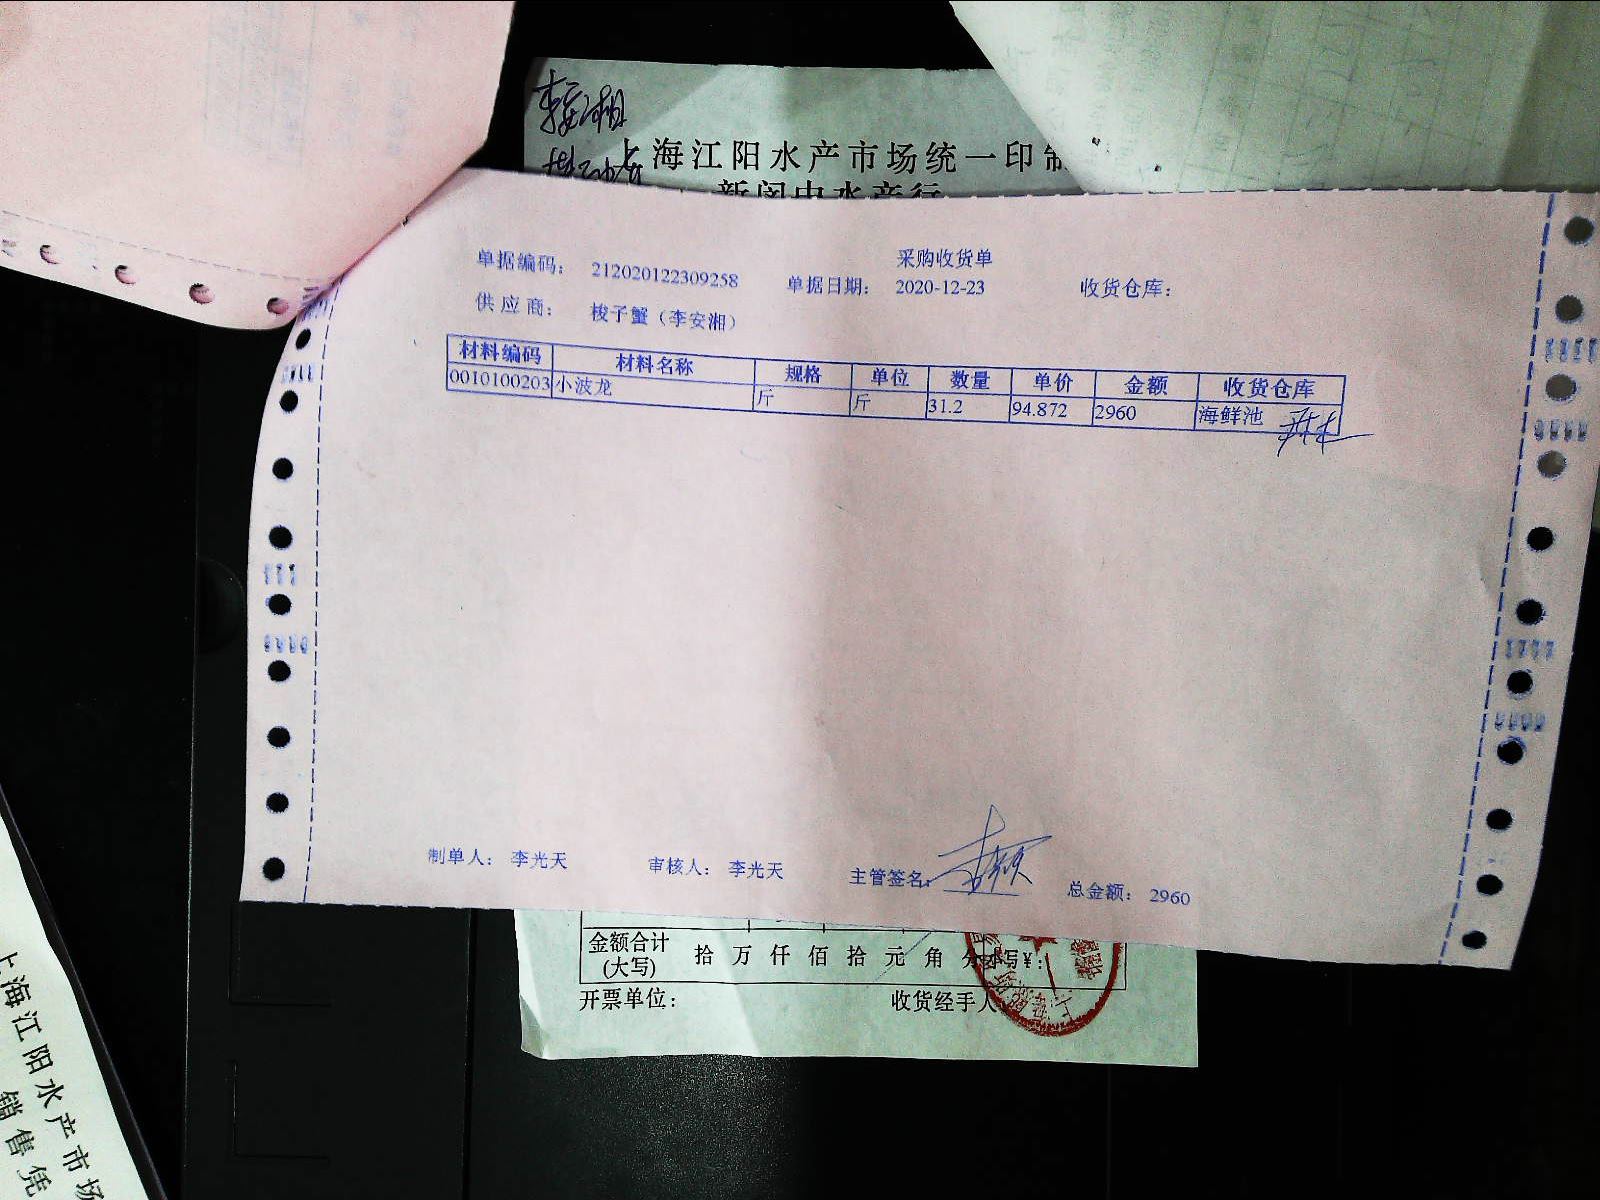 李安湘
上海江阳水产市场统一印制
采购收货单
单据编码： 212020122309258 单据日期： 2020-12-23 收货仓库：
供应商： 梭子蟹（李安湘）
材料编码 材料名称 规格 单位 数量 单价 金额 收货仓库
0010100203 小波龙 斤 斤 31.2 94.872 2960 海鲜池
制单人： 李光天 审核人： 李光天 主管签名： 总金额： 2960
金额合计 拾 万 仟 佰 拾 元 角 分
(大写)
开票单位： 收货经手人
上海江阳水产市场
销售凭